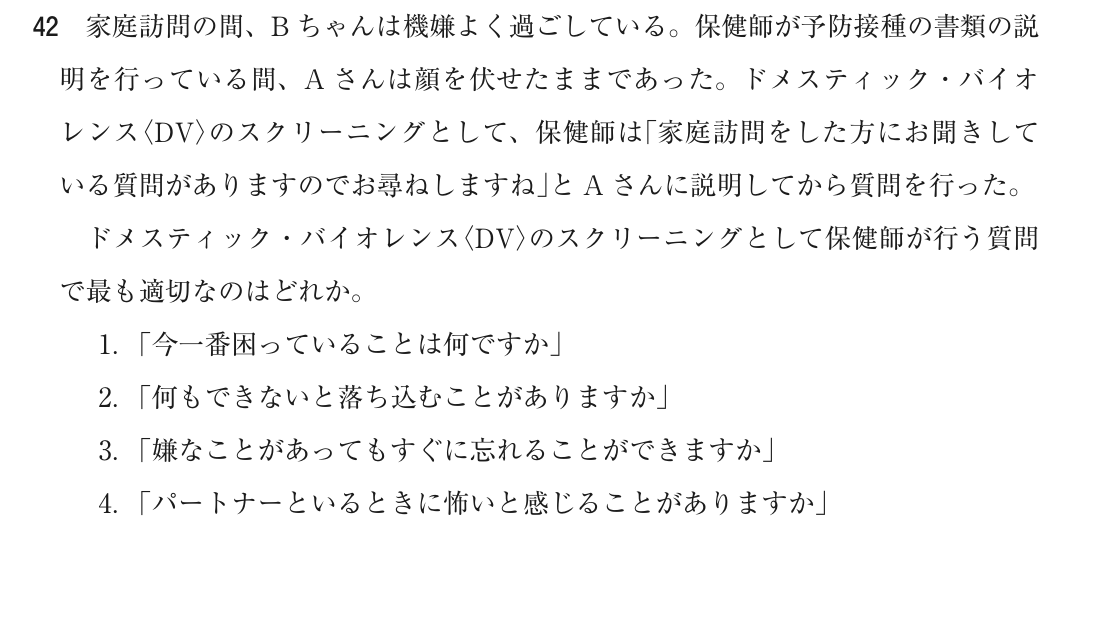 42　家庭訪問の間、B ちゃんは機嫌よく過ごしている。保健師が予防接種の書類の説
明を行っている間、A さんは顔を伏せたままであった。ドメスティック・バイオ
レンス〈DV〉のスクリーニングとして、保健師は｢家庭訪問をした方にお聞きして
いる質問がありますのでお尋ねしますね｣と A さんに説明してから質問を行った。
ドメスティック・バイオレンス〈DV〉のスクリーニングとして保健師が行う質問
で最も適切なのはどれか。
1. ｢今一番困っていることは何ですか｣
2. ｢何もできないと落ち込むことがありますか｣
3. ｢嫌なことがあってもすぐに忘れることができますか｣
4. ｢パートナーといるときに怖いと感じることがありますか｣